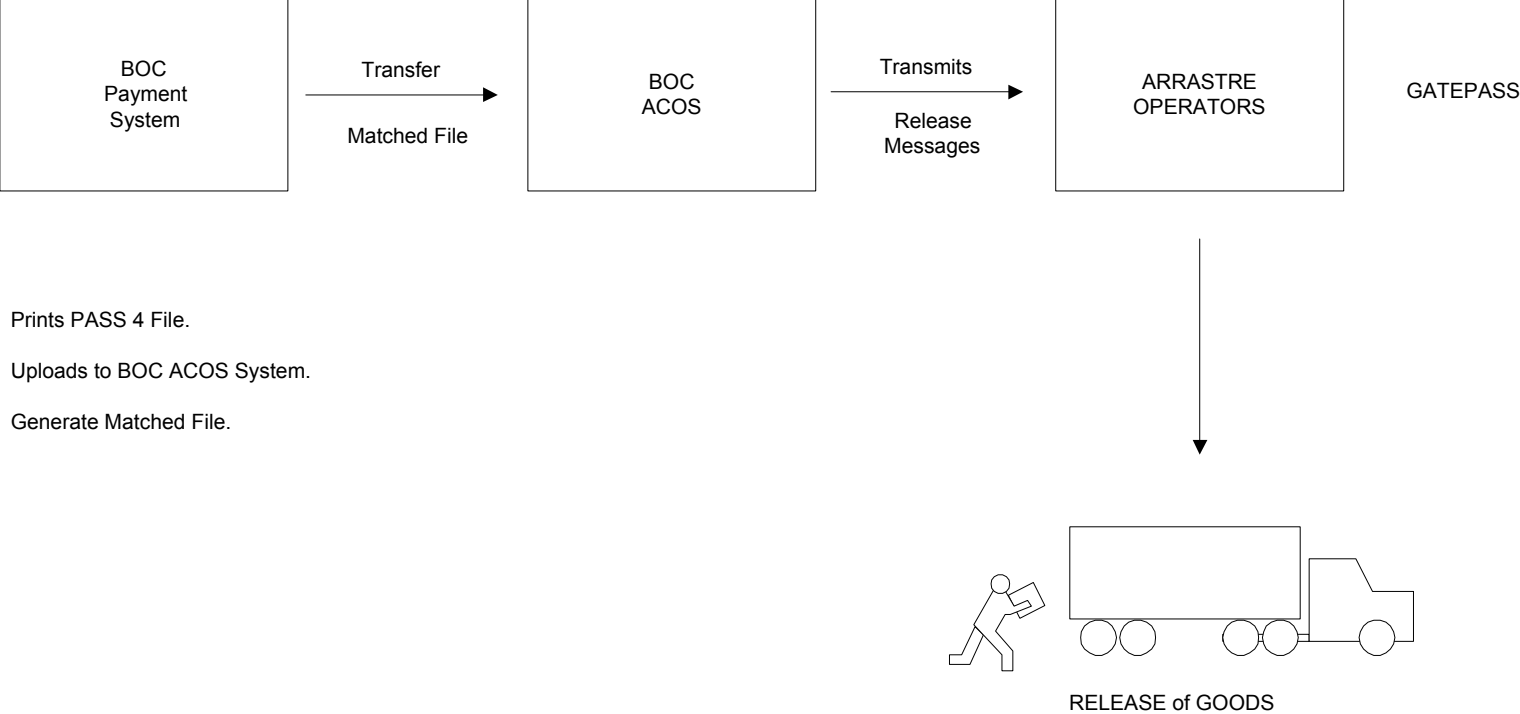 BOC
Payment
System
Transfer
Matched File
BOC
ACOS
Transmits
Release
Messages
ARRASTRE
OPERATORS
GATEPASS
Prints PASS 4 File.
Uploads to BOC ACOS System.
Generate Matched File.
RELEASE of GOODS